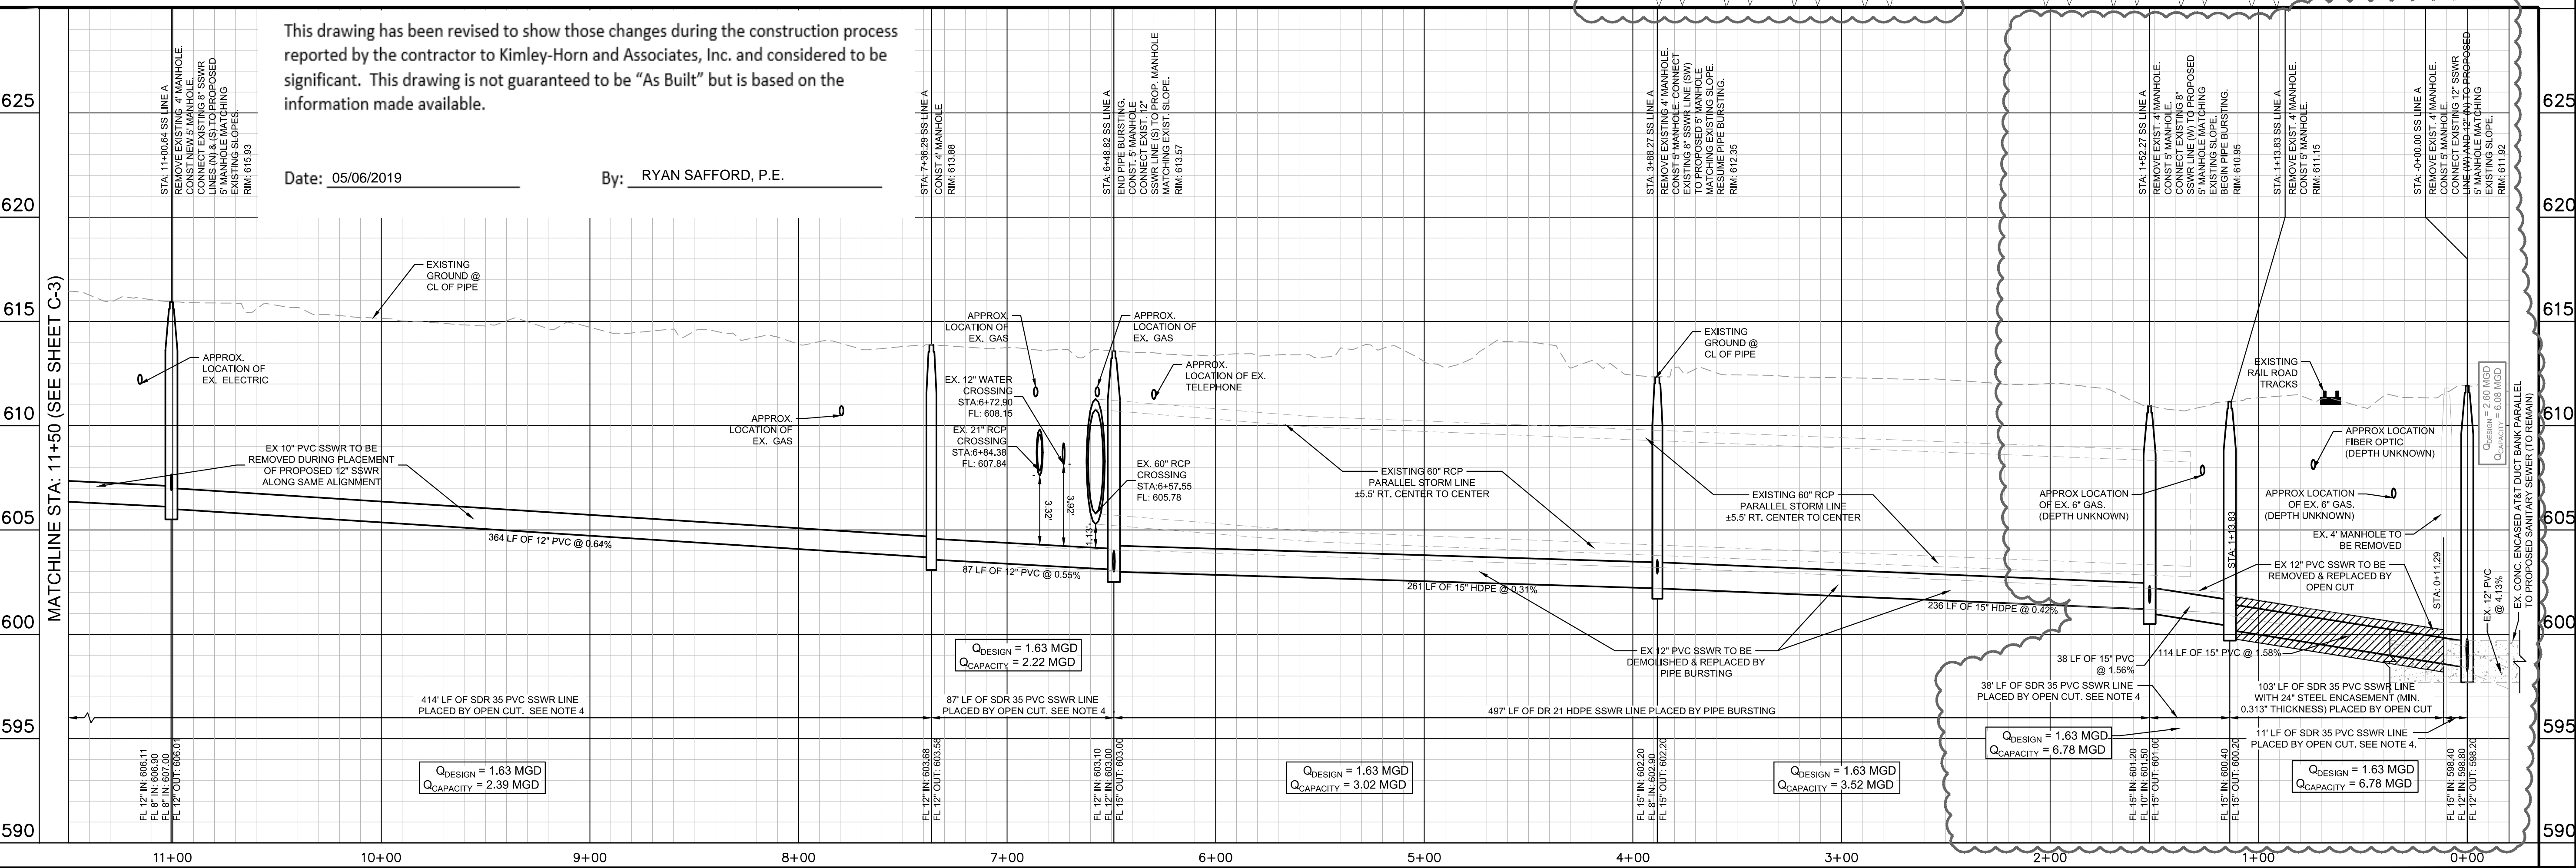 This drawing has been revised to show those changes during the construction process
reported by the contractor to Kimley-Horn and Associates, Inc. and considered to be
significant.  This drawing is not guaranteed to be “As Built” but is based on the
information made available.
Date: 05/06/2019
By: RYAN SAFFORD, P.E.
625
620
615
610
605
600
595
590
MATCHLINE STA: 11+50 (SEE SHEET C-3)
STA: 11+00.64 SS LINE A
REMOVE EXISTING  4' MANHOLE.
CONST NEW 5' MANHOLE.
CONNECT EXISTING 8" SSWR
LINES (N) & (S) TO PROPOSED
5' MANHOLE MATCHING
EXISTING SLOPES.
RIM: 615.93
STA: 7+36.29 SS LINE A
CONST 4' MANHOLE
RIM: 613.88
STA: 6+48.82 SS LINE A
END PIPE BURSTING.
CONST. 5' MANHOLE
CONNECT EXIST. 12"
SSWR LINE (S) TO PROP. MANHOLE
MATCHING EXIST. SLOPE.
RIM: 613.57
STA: 3+88.27 SS LINE A
REMOVE EXISTING 4' MANHOLE.
CONST 5' MANHOLE. CONNECT
EXISTING 8" SSWR LINE (SW)
TO PROPOSED 5' MANHOLE
MATCHING EXISTING SLOPE.
RESUME PIPE BURSTING.
RIM: 612.35
STA: 1+52.27 SS LINE A
REMOVE EXIST. 4' MANHOLE.
CONST 5' MANHOLE.
CONNECT EXISTING 8"
SSWR LINE (W) TO PROPOSED
5' MANHOLE MATCHING
EXISTING SLOPE.
BEGIN PIPE BURSTING.
RIM: 610.95
STA: 1+13.83 SS LINE A
REMOVE EXIST. 4' MANHOLE.
CONST 5' MANHOLE.
RIM: 611.15
STA: -0+00.00 SS LINE A
REMOVE EXIST. 4' MANHOLE.
CONST 5' MANHOLE.
CONNECT EXISTING 12" SSWR
LINE (W) AND 12" (N) TO PROPOSED
5' MANHOLE MATCHING
EXISTING SLOPE.
RIM: 611.92
EXISTING
GROUND @
CL OF PIPE
APPROX.
LOCATION OF
EX. ELECTRIC
EX 10" PVC SSWR TO BE
REMOVED DURING PLACEMENT
OF PROPOSED 12" SSWR
ALONG SAME ALIGNMENT
364 LF OF 12" PVC @ 0.64%
APPROX.
LOCATION OF
EX. GAS
APPROX.
LOCATION OF
EX. GAS
APPROX.
LOCATION OF
EX. GAS
APPROX.
LOCATION OF EX.
TELEPHONE
EX. 12" WATER
CROSSING
STA:6+72.90
FL: 608.15
EX. 21" RCP
CROSSING
STA:6+84.38
FL: 607.84
EX. 60" RCP
CROSSING
STA:6+57.55
FL: 605.78
3.32'
3.92'
1.13'
87 LF OF 12" PVC @ 0.55%
EXISTING 60" RCP
PARALLEL STORM LINE
±5.5' RT. CENTER TO CENTER
EXISTING
GROUND @
CL OF PIPE
EXISTING 60" RCP
PARALLEL STORM LINE
±5.5' RT. CENTER TO CENTER
261 LF OF 15" HDPE @ 0.31%
236 LF OF 15" HDPE @ 0.42%
EX 12" PVC SSWR TO BE
DEMOLISHED & REPLACED BY
PIPE BURSTING
EXISTING
RAIL ROAD
TRACKS
APPROX LOCATION
FIBER OPTIC
(DEPTH UNKNOWN)
APPROX LOCATION
OF EX. 6" GAS.
(DEPTH UNKNOWN)
APPROX LOCATION
OF EX. 6" GAS.
(DEPTH UNKNOWN)
EX. 4' MANHOLE TO
BE REMOVED
EX 12" PVC SSWR TO BE
REMOVED & REPLACED BY
OPEN CUT
STA: 1+13.83
STA: 0+11.29
EX. 12" PVC
@ 4.13%
EX. CONC. ENCASED AT&T DUCT BANK PARALLEL
TO PROPOSED SANITARY SEWER (TO REMAIN)
QDESIGN = 2.60 MGD
QCAPACITY = 6.08 MGD
38 LF OF 15" PVC
@ 1.56%
114 LF OF 15" PVC @ 1.58%
QDESIGN = 1.63 MGD
QCAPACITY = 2.22 MGD
414' LF OF SDR 35 PVC SSWR LINE
PLACED BY OPEN CUT. SEE NOTE 4
87' LF OF SDR 35 PVC SSWR LINE
PLACED BY OPEN CUT. SEE NOTE 4
497' LF OF DR 21 HDPE SSWR LINE PLACED BY PIPE BURSTING
38' LF OF SDR 35 PVC SSWR LINE
PLACED BY OPEN CUT. SEE NOTE 4
103' LF OF SDR 35 PVC SSWR LINE
WITH 24" STEEL ENCASEMENT (MIN.
0.313" THICKNESS) PLACED BY OPEN CUT
11' LF OF SDR 35 PVC SSWR LINE
PLACED BY OPEN CUT. SEE NOTE 4.
QDESIGN = 1.63 MGD
QCAPACITY = 2.39 MGD
QDESIGN = 1.63 MGD
QCAPACITY = 3.02 MGD
QDESIGN = 1.63 MGD
QCAPACITY = 3.52 MGD
QDESIGN = 1.63 MGD
QCAPACITY = 6.78 MGD
QDESIGN = 1.63 MGD
QCAPACITY = 6.78 MGD
FL 12" IN: 606.11
FL 8" IN: 606.90
FL 8" IN: 607.00
FL 12" OUT: 606.01
FL 12" IN: 603.68
FL 12" OUT: 603.58
FL 12" IN: 603.10
FL 12" IN: 603.00
FL 15" OUT: 603.00
FL 15" IN: 602.20
FL 8" IN: 602.90
FL 15" OUT: 602.20
FL 15" IN: 601.20
FL 10" IN: 601.50
FL 15" OUT: 601.00
FL 15" IN: 600.40
FL 15" OUT: 600.20
FL 15" IN: 598.40
FL 12" IN: 598.80
FL 12" OUT: 598.20
625
620
615
610
605
600
595
590
11+00
10+00
9+00
8+00
7+00
6+00
5+00
4+00
3+00
2+00
1+00
0+00